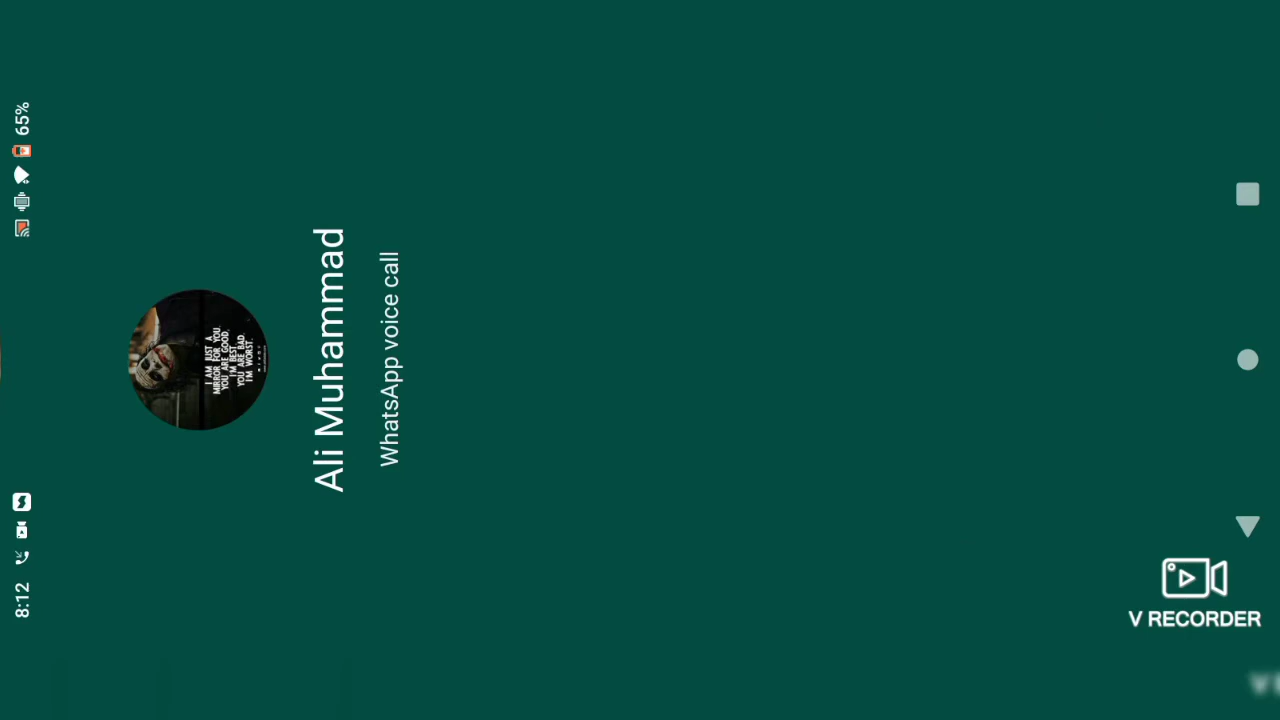 8:12
65%
I AM JUST A
MIRROR FOR YOU.
YOU ARE GOOD,
I'M BEST
YOU ARE BAD,
I'M WORST.
Ali Muhammad
WhatsApp voice call
V RECORDER